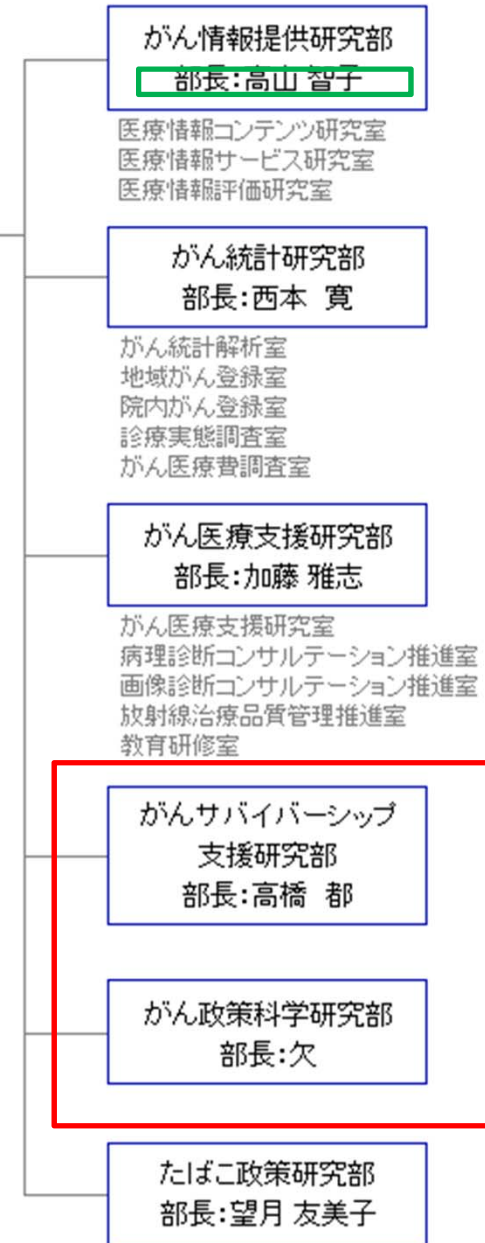 がん情報提供研究部
部長:高山 智子
医療情報コンテンツ研究室
医療情報サービス研究室
医療情報評価研究室
がん統計研究部
部長:西本 寛
がん統計解析室
地域がん登録室
院内がん登録室
診療実態調査室
がん医療費調査室
がん医療支援研究部
部長:加藤 雅志
がん医療支援研究室
病理診断コンサルテーション推進室
画像診断コンサルテーション推進室
放射線治療品質管理推進室
教育研修室
がんサバイバーシップ
支援研究部
部長:高橋 都
がん政策科学研究部
部長:欠
たばこ政策研究部
部長:望月 友美子